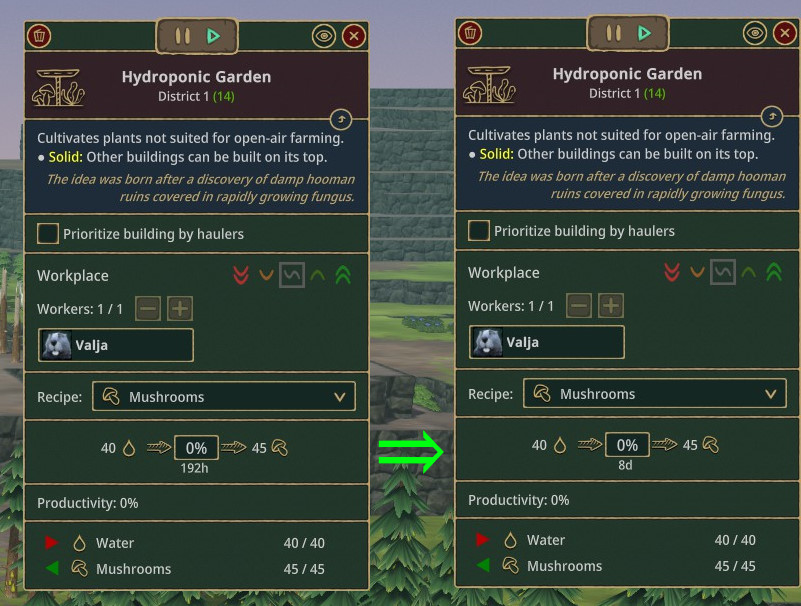 Hydroponic Garden
District 1 (14)
Cultivates plants not suited for open-air farming.
● Solid: Other buildings can be built on its top.
The idea was born after a discovery of damp hooman
ruins covered in rapidly growing fungus.
Prioritize building by haulers
Workplace
Workers: 1 / 1
Valja
Recipe: Mushrooms
40 0% 45
192h
Productivity: 0%
Water 40 / 40
Mushrooms 45 / 45
Hydroponic Garden
District 1 (14)
Cultivates plants not suited for open-air farming.
● Solid: Other buildings can be built on its top.
The idea was born after a discovery of damp hooman
ruins covered in rapidly growing fungus.
Prioritize building by haulers
Workplace
Workers: 1 / 1
Valja
Recipe: Mushrooms
40 0% 45
8d
Productivity: 0%
Water 40 / 40
Mushrooms 45 / 45